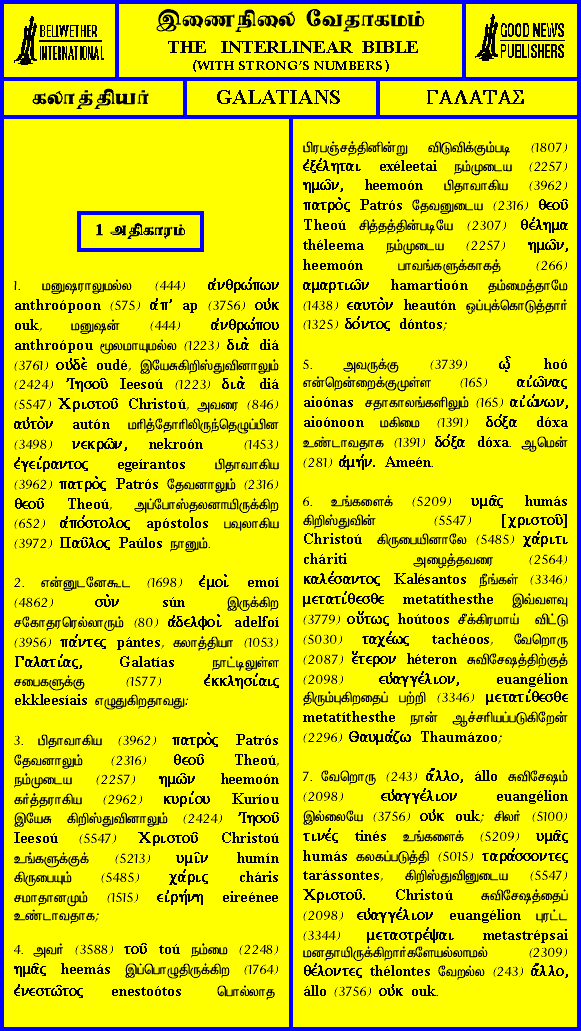 BELLWETHER
INTERNATIONAL
இணைநிலை வேதாகமம்
THE INTERLINEAR BIBLE
(WITH STRONG'S NUMBERS)
GOOD NEWS
PUBLISHERS
கலாத்தியர்
GALATIANS
ΓΑΛΑΤΑΣ
1 அதிகாரம்
1. மனுஷராலுமல்ல (444) ἀνθρώπων
anthroópoon (575) ἀπ' ap (3756) οὐκ
ouk, மனுஷன் (444) ἀνθρώπου
anthroópou மூலமாயுமல்ல (1223) διὰ diá
(3761) οὐδὲ oudé, இயேசுகிறிஸ்துவினாலும்
(2424) Ἰησοῦ Ieesoú (1223) διὰ diá
(5547) Χριστοῦ Christoú, அவரை (846)
αὐτὸν autón மரித்தோரிலிருந்தெழுப்பின
(3498) νεκρῶν, nekroón (1453)
ἐγείραντος egeírantos பிதாவாகிய
(3962) πατρὸς Patrós தேவனாலும் (2316)
θεοῦ Theoú, அப்போஸ்தலனாயிருக்கிற
(652) ἀπόστολος apóstolos பவுலாகிய
(3972) Παῦλος Paúlos நானும்.
2. என்னுடனேகூட (1698) ἐμοὶ emoí
(4862) σὺν sún இருக்கிற
சகோதரரெல்லாரும் (80) ἀδελφοὶ adelfoí
(3956) πάντες pántes, கலாத்தியா (1053)
Γαλατίας, Galatías நாட்டிலுள்ள
சபைகளுக்கு (1577) ἐκκλησίαις
ekkleesíais எழுதுகிறதாவது:
3. பிதாவாகிய (3962) πατρὸς Patrós
தேவனாலும் (2316) θεοῦ Theoú,
நம்முடைய (2257) ημῶν heemoón
கர்த்தராகிய (2962) κυρίου Kuríou
இயேசு கிறிஸ்துவினாலும் (2424) Ἰησοῦ
Ieesoú (5547) Χριστοῦ Christoú
உங்களுக்குக் (5213) υμῖν humín
கிருபையும் (5485) χάρις cháris
சமாதானமும் (1515) εἰρήνη eireénee
உண்டாவதாக;
4. அவர் (3588) τοῦ toú நம்மை (2248)
ημᾶς heemás இப்பொழுதிருக்கிற (1764)
ἐνεστῶτος enestoótos பொல்லாத
பிரபஞ்சத்தினின்று விடுவிக்கும்படி (1807)
ἐξέληται exéleetai நம்முடைய (2257)
ημῶν, heemoón பிதாவாகிய (3962)
πατρὸς Patrós தேவனுடைய (2316) θεοῦ
Theoú சித்தத்தின்படியே (2307) θέλημα
théleema நம்முடைய (2257) ημῶν,
heemoón பாவங்களுக்காகத் (266)
αμαρτιῶν hamartioón தம்மைத்தாமே
(1438) εαυτὸν heautón ஒப்புக்கொடுத்தார்
(1325) δόντος dóntos;
5. அவருக்கு (3739) ᾧ hoó
என்றென்றைக்குமுள்ள (165) αἰῶνας
aioónas சதாகாலங்களிலும் (165) αἰώνων,
aioónoon மகிமை (1391) δόξα dóxa
உண்டாவதாக (1391) δόξα dóxa. ஆமென்
(281) ἀμήν. Ameén.
6. உங்களைக் (5209) υμᾶς humás
கிறிஸ்துவின் (5547) [χριστοῦ]
Christoú கிருபையினாலே (5485) χάριτι
cháriti அழைத்தவரை (2564)
καλέσαντος Kalésantos நீங்கள் (3346)
μετατίθεσθε metatíthesthe இவ்வளவு
(3779) οὕτως hoútoos சீக்கிரமாய் விட்டு
(5030) ταχέως tachéoos, வேறொரு
(2087) ἕτερον héteron சுவிசேஷத்திற்குத்
(2098) εὐαγγέλιον, euangélion
திரும்புகிறதைப் பற்றி (3346) μετατίθεσθε
metatíthesthe நான் ஆச்சரியப்படுகிறேன்
(2296) Θαυμάζω Thaumázoo;
7. வேறொரு (243) ἄλλο, állo சுவிசேஷம்
(2098) εὐαγγέλιον euangélion
இல்லையே (3756) οὐκ ouk; சிலர் (5100)
τινές tinés உங்களைக் (5209) υμᾶς
humás கலகப்படுத்தி (5015) ταράσσοντες
tarássontes, கிறிஸ்துவினுடைய (5547)
Χριστοῦ. Christoú சுவிசேஷத்தைப்
(2098) εὐαγγέλιον euangélion புரட்ட
(3344) μεταστρέψαι metastrépsai
மனதாயிருக்கிறார்களேயல்லாமல் (2309)
θέλοντες thélontes வேறல்ல (243) ἄλλο,
állo (3756) οὐκ ouk.